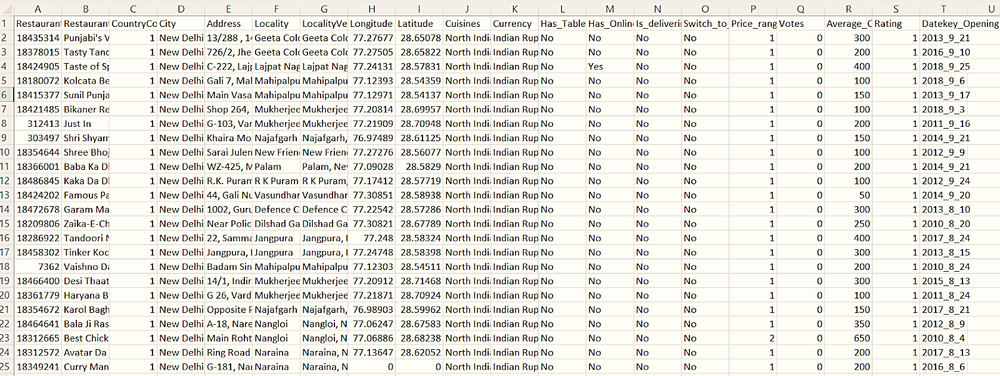 A B C D E F G H I J K L M N O P Q R S T U
1 Restaurant Restaurant CountryCo City Address Locality LocalityVe Longitude Latitude Cuisines Currency Has_Table Has_Onlin Is_deliverin Switch_to_ Price_rang Votes Average_C Rating Datekey_Opening
2 18435314 Punjabi's V 1 New Delhi 13/288 , 14 Geeta Colo Geeta Colo 77.27677 28.65078 North Indi Indian Rup No No No No 1 0 300 1 2013_9_21
3 18378015 Tasty Tand 1 New Delhi 726/2, Jhe Geeta Colo Geeta Colo 77.27505 28.65822 North Indi Indian Rup No No No No 1 0 200 1 2016_9_10
4 18424905 Taste of Sp 1 New Delhi C-222, Lajp Lajpat Nag Lajpat Nag 77.24131 28.57831 North Indi Indian Rup No Yes No No 1 0 400 1 2018_9_25
5 18180072 Kolcata Be 1 New Delhi Gali 7, Mal Mahipalpu Mahipalpu 77.12393 28.54359 North Indi Indian Rup No No No No 1 0 100 1 2018_9_6
6 18415377 Sunil Punja 1 New Delhi Main Vasa Mahipalpu Mahipalpu 77.12971 28.54137 North Indi Indian Rup No No No No 1 0 150 1 2013_9_17
7 18421485 Bikaner Re 1 New Delhi Shop 264, Mukherjee Mukherjee 77.20814 28.69957 North Indi Indian Rup No No No No 1 0 100 1 2018_9_3
8 312413 Just In 1 New Delhi G-103, Var Mukherjee Mukherjee 77.21909 28.70948 North Indi Indian Rup No No No No 1 0 200 1 2011_9_16
9 303497 Shri Shyam 1 New Delhi Khaira Mo Najafgarh Najafgarh, 76.97489 28.61125 North Indi Indian Rup No No No No 1 0 150 1 2014_9_21
10 18354644 Shree Bhoj 1 New Delhi Sarai Julen New Frien New Frien 77.27276 28.56077 North Indi Indian Rup No No No No 1 0 100 1 2012_9_9
11 18366001 Baba Ka Dh 1 New Delhi WZ-425, M Palam Palam, Nev 77.09028 28.5829 North Indi Indian Rup No No No No 1 0 200 1 2014_9_21
12 18486845 Kaka Da D 1 New Delhi R.K. Puram R K Puram R K Puram, 77.17412 28.57719 North Indi Indian Rup No No No No 1 0 100 1 2012_9_24
13 18424202 Famous Pa 1 New Delhi 44, Gali Nu Vasundhar Vasundhar 77.30851 28.58938 North Indi Indian Rup No No No No 1 0 50 1 2014_9_20
14 18472678 Garam Ma 1 New Delhi 1002, Guru Defence C Defence C 77.22542 28.57286 North Indi Indian Rup No No No No 1 0 300 1 2013_8_10
15 18209806 Zaika-E-Ch 1 New Delhi Near Polic Dilshad Ga Dilshad Ga 77.30821 28.67789 North Indi Indian Rup No No No No 1 0 250 1 2010_8_20
16 18286922 Tandoori N 1 New Delhi 22, Samma Jangpura Jangpura, 77.248 28.58324 North Indi Indian Rup No No No No 1 0 400 1 2017_8_24
17 18458302 Tinker Koc 1 New Delhi Jangpura, Jangpura Jangpura, 77.24748 28.58398 North Indi Indian Rup No No No No 1 0 300 1 2013_8_15
18 7362 Vaishno Da 1 New Delhi Badam Sin Mahipalpu Mahipalpu 77.12303 28.54511 North Indi Indian Rup No No No No 1 0 200 1 2010_8_24
19 18466400 Desi Thaat 1 New Delhi 14/1, Indir Mukherjee Mukherjee 77.20912 28.71468 North Indi Indian Rup No No No No 1 0 300 1 2015_8_13
20 18361779 Haryana B 1 New Delhi G 26, Vard Mukherjee Mukherjee 77.21871 28.70924 North Indi Indian Rup No No No No 1 0 100 1 2011_8_24
21 18354672 Karol Bagh 1 New Delhi Opposite P Najafgarh Najafgarh, 76.98903 28.59962 North Indi Indian Rup No No No No 1 0 150 1 2017_8_21
22 18464641 Bala Ji Ras 1 New Delhi A-18, Nare Nangloi Nangloi, N 77.06247 28.67583 North Indi Indian Rup No No No No 1 0 350 1 2012_8_9
23 18312665 Best Chick 1 New Delhi Main Roht Nangloi Nangloi, N 77.06886 28.68238 North Indi Indian Rup No No No No 2 0 650 1 2010_8_4
24 18312572 Avatar Da 1 New Delhi Ring Road Naraina Naraina, N 77.13647 28.62052 North Indi Indian Rup No No No No 1 0 200 1 2017_8_13
25 18349241 Curry Man 1 New Delhi G-181, Nar Naraina Naraina, N 0 0 North Indi Indian Rup No No No No 1 0 200 1 2016_8_6